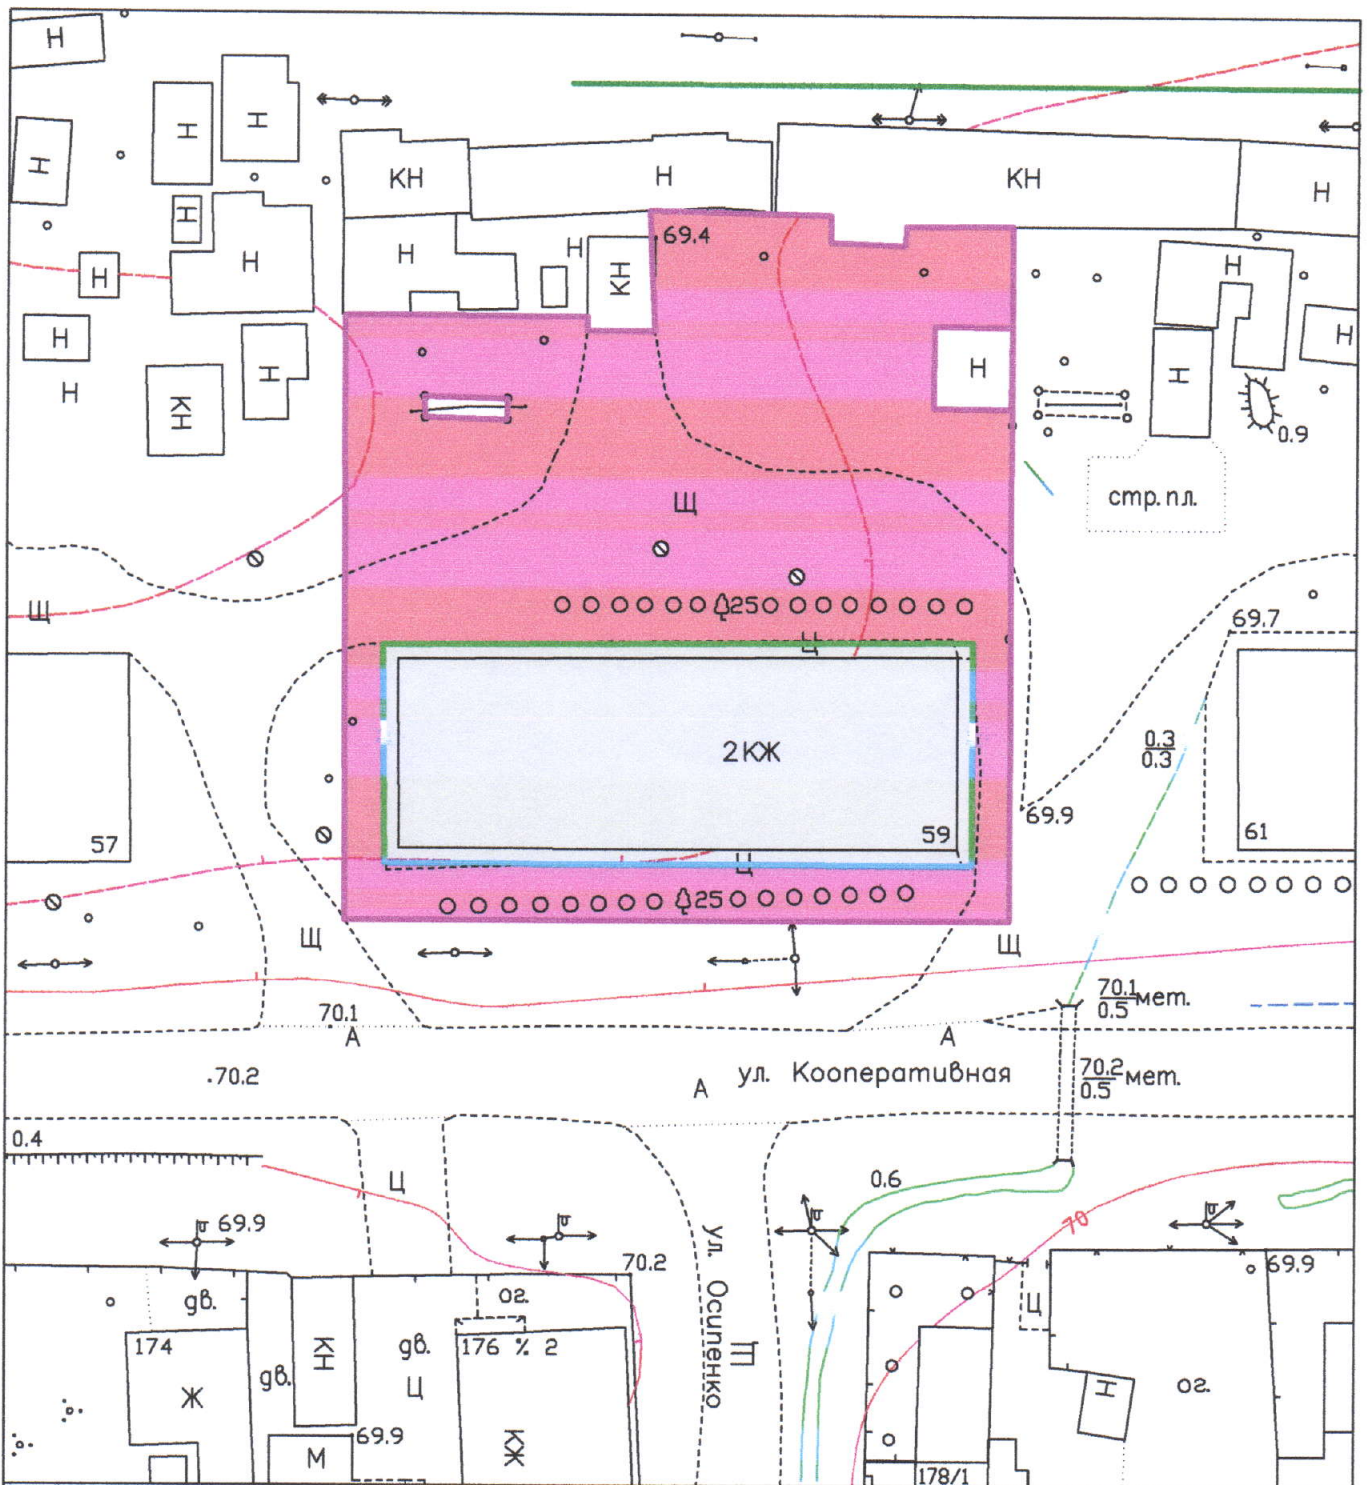 Н
Н
Н
Н
КН
Н
КН
Н
Н
Н
Н
Н
Н
Н
КН
69.4
Н
Н
Н
Н
Н
Н
Н
КН
Н
Н
0.9
стр. пл.
Щ
Щ
25
Ц
69.7
0.3
0.3
2КЖ
57
59
69.9
61
Ц
25
Щ
Щ
70.1
0.5 мет.
70.1
А
А
.70.2
А
ул. Кооперативная
70.2
0.5 мет.
0.4
Ц
0.6
69.9
70
70.2
ул. Осипенко
69.9
дв.
ог.
Ц
174
КН
дв.
176 % 2
Щ
дв.
Ж
Ц
Н
ог.
69.9
М
КЖ
178/1